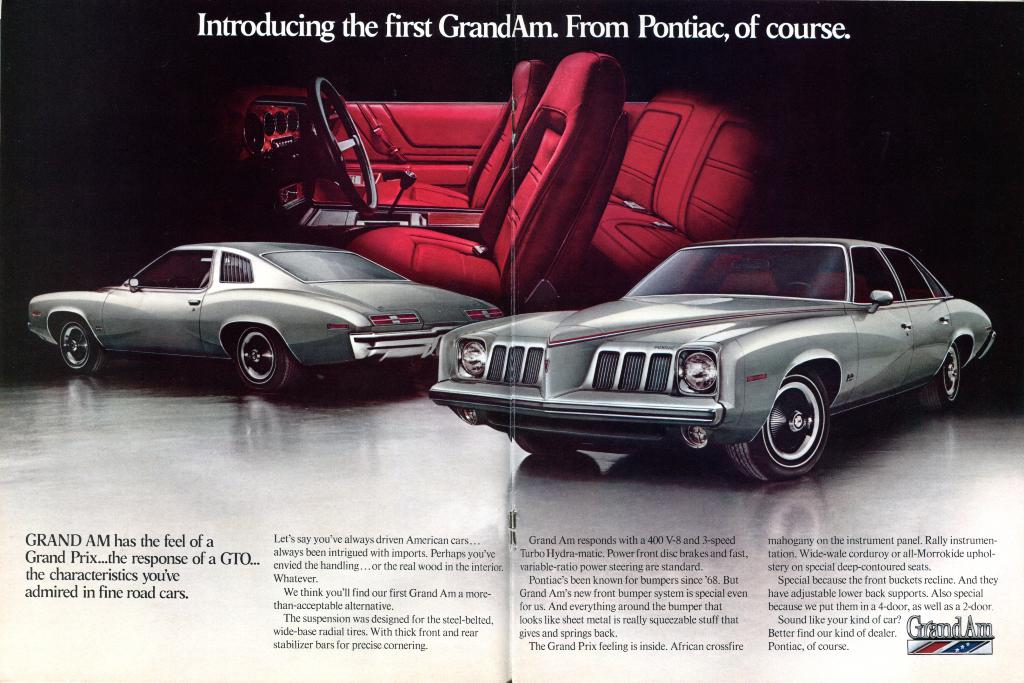 Introducing the first GrandAm. From Pontiac, of course.
GRAND AM has the feel of a
Grand Prix...the response of a GTO...
the characteristics you've
admired in fine road cars.
Let's say you've always driven American cars...
always been intrigued with imports. Perhaps you've
envied the handling...or the real wood in the interior.
Whatever.
We think you'll find our first Grand Am a more-
than-acceptable alternative.
The suspension was designed for the steel-belted,
wide-base radial tires. With thick front and rear
stabilizer bars for precise cornering.
Grand Am responds with a 400 V-8 and 3-speed
Turbo Hydra-matic. Power front disc brakes and fast,
variable-ratio power steering are standard.
Pontiac's been known for bumpers since '68. But
Grand Am's new front bumper system is special even
for us. And everything around the bumper that
looks like sheet metal is really squeezable stuff that
gives and springs back.
The Grand Prix feeling is inside. African crossfire
mahogany on the instrument panel. Rally instrumen-
tation. Wide-wale corduroy or all-Morrokide uphol-
stery on special deep-contoured seats.
Special because the front buckets recline. And they
have adjustable lower back supports. Also special
because we put them in a 4-door, as well as a 2-door.
Sound like your kind of car?
Better find our kind of dealer.
Pontiac, of course.
GrandAm